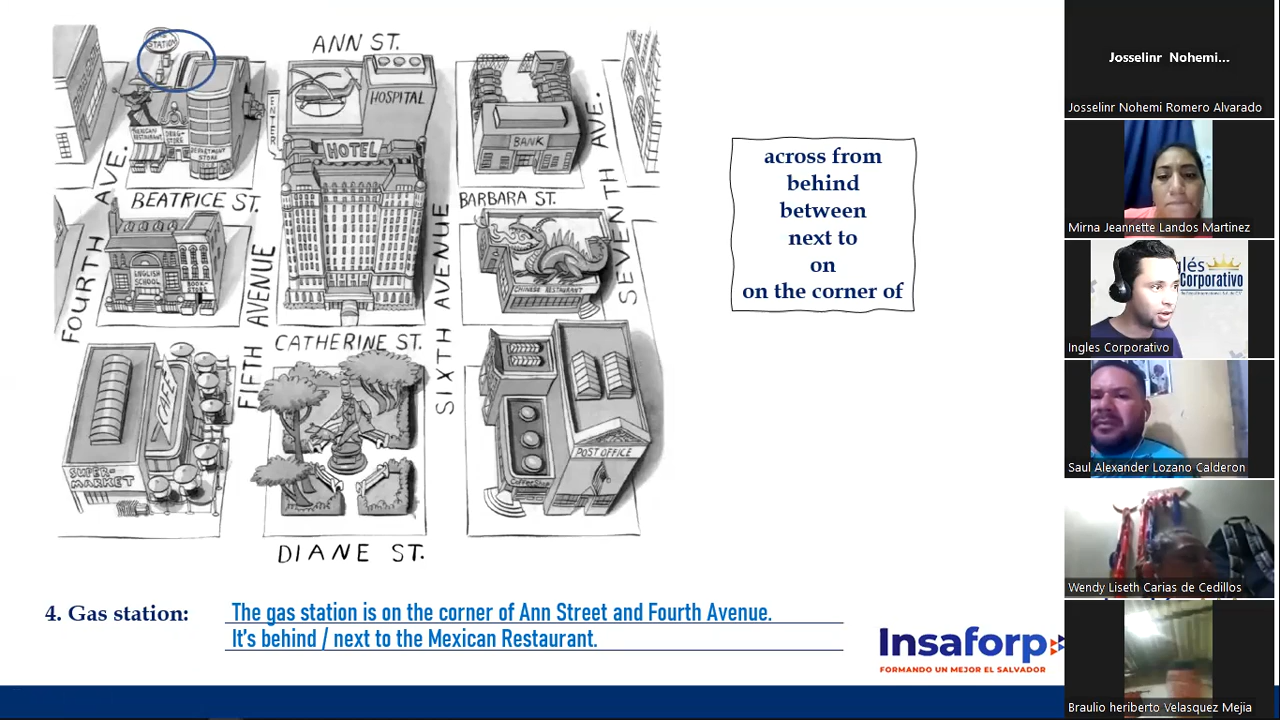 GAS STATION
ANN ST.
HOSPITAL
MEXICAN RESTAURANT
DRUG-STORE
DEPARTMENT STORE
HOTEL
BANK
FOURTH AVE.
BEATRICE ST.
BARBARA ST.
SEVENTH AVE.
ENGLISH SCHOOL
BOOK-STORE
FIFTH AVENUE
SIXTH AVENUE
CHINESE RESTAURANT
CATHERINE ST.
CAFÉ
SUPER-
MARKET
POST OFFICE
Coffee Shop
DIANE ST.
across from
behind
between
next to
on
on the corner of
4. Gas station: The gas station is on the corner of Ann Street and Fourth Avenue.
It's behind / next to the Mexican Restaurant.
Insaforp
FORMANDO UN MEJOR EL SALVADOR
Josselinr Nohemi...
Josselinr Nohemi Romero Alvarado
Mirna Jeannette Landos Martinez
glés
Corporativo
Ingles Corporativo
Saul Alexander Lozano Calderon
Wendy Liseth Carias de Cedillos
Braulio heriberto Velasquez Mejia